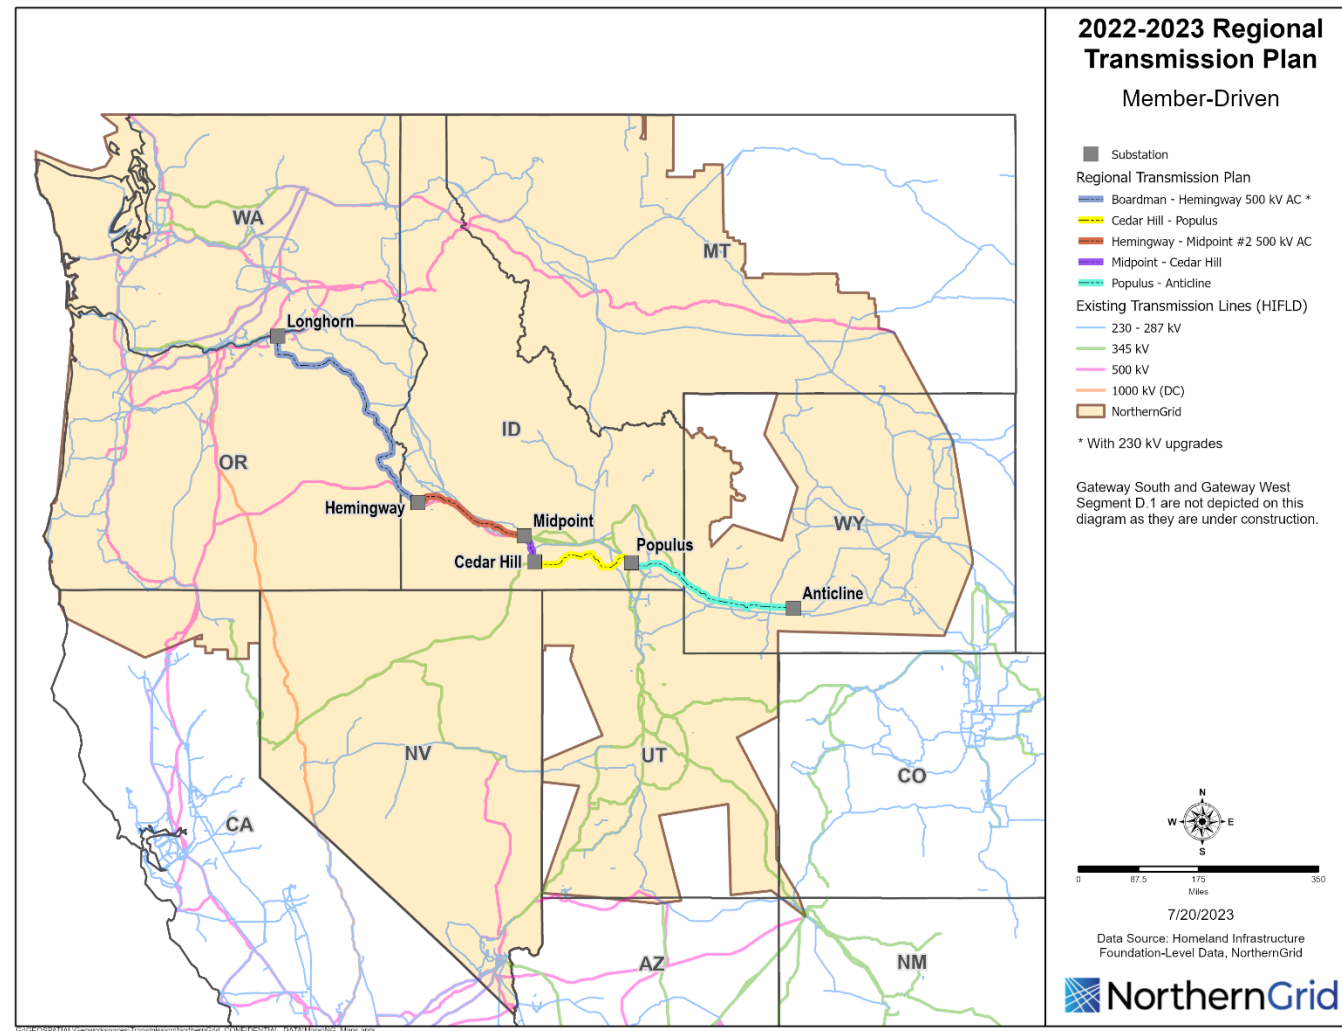 2022-2023 Regional
Transmission Plan
Member-Driven
Substation
Regional Transmission Plan
Boardman - Hemingway 500 kV AC *
Cedar Hill - Populus
Hemingway - Midpoint #2 500 kV AC
Midpoint - Cedar Hill
Populus - Anticline
Existing Transmission Lines (HIFLD)
230 - 287 kV
345 kV
500 kV
1000 kV (DC)
NorthernGrid
* With 230 kV upgrades
Gateway South and Gateway West
Segment D.1 are not depicted on this
diagram as they are under construction.
WA
MT
Longhorn
ID
OR
Hemingway
Midpoint
WY
Cedar Hill
Populus
Anticline
NV
UT
CO
CA
AZ
NM
N
W
E
S
0 87.5 175 350
Miles
7/20/2023
Data Source: Homeland Infrastructure
Foundation-Level Data, NorthernGrid
NorthernGrid